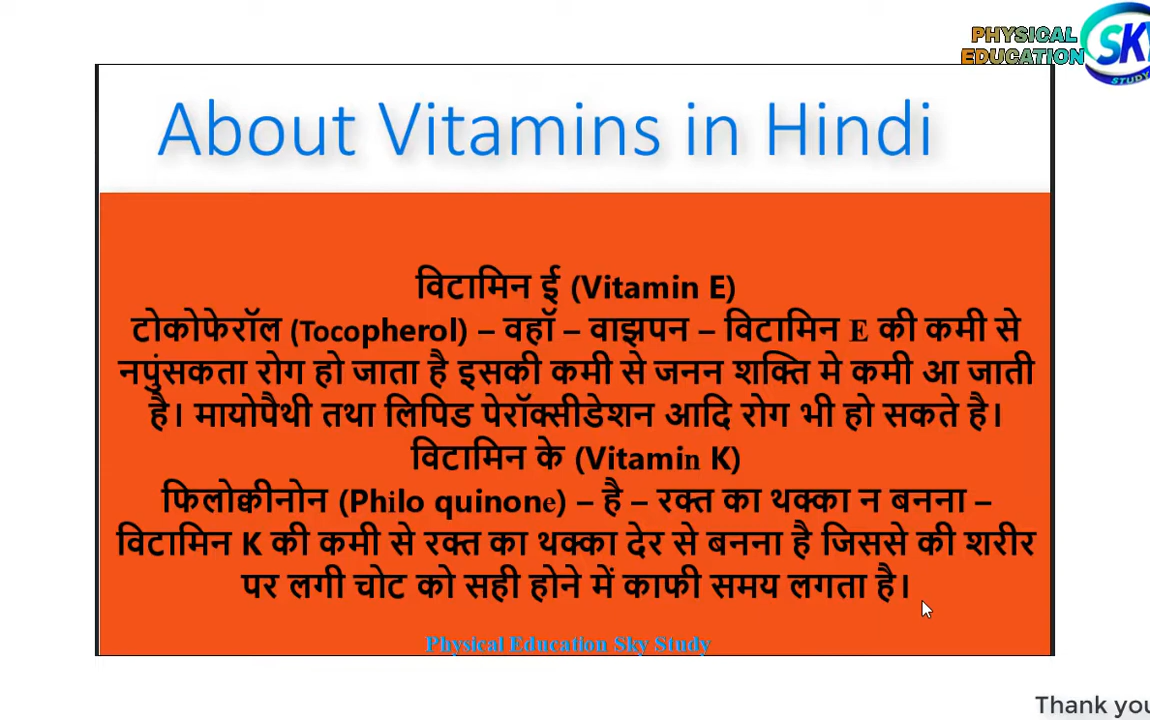 PHYSICAL
EDUCATION
SKY
STUDY
About Vitamins in Hindi
विटामिन ई (Vitamin E)
टोकोफेरॉल (Tocopherol) – वहाॅ – वाझपन – विटामिन E की कमी से
नपुंसकता रोग हो जाता है इसकी कमी से जनन शक्ति मे कमी आ जाती
है। मायोपैथी तथा लिपिड पेरॉक्सीडेशन आदि रोग भी हो सकते है।
विटामिन के (Vitamin K)
फिलोक्वीनोन (Philo quinone) – है – रक्त का थक्का न बनना –
विटामिन K की कमी से रक्त का थक्का देर से बनना है जिससे की शरीर
पर लगी चोट को सही होने में काफी समय लगता है।
Physical Education Sky Study
Thank you